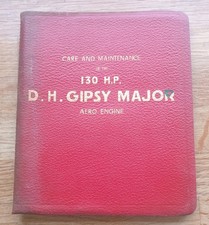 CARE AND MAINTENANCE
OF THE
130 H.P.
D.H. GIPSY MAJOR
AERO ENGINE